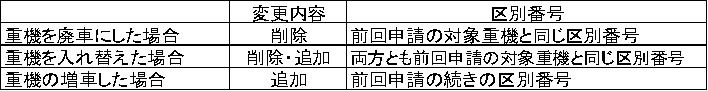 変更内容 区別番号
重機を廃車にした場合 削除 前回申請の対象重機と同じ区別番号
重機を入れ替えた場合 削除・追加 両方とも前回申請の対象重機と同じ区別番号
重機の増車した場合 追加 前回申請の続きの区別番号